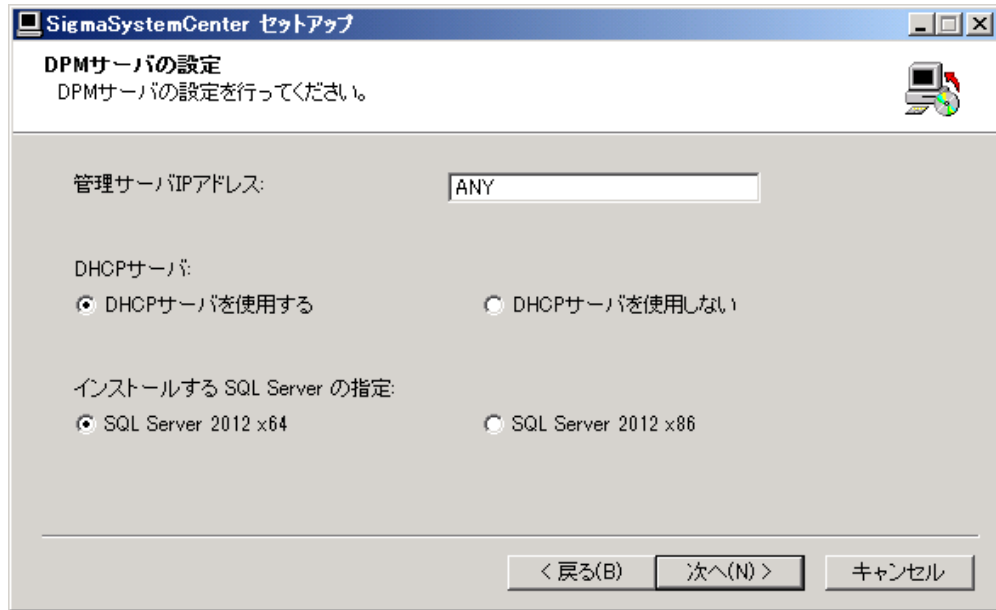 SigmaSystemCenter セットアップ
DPMサーバの設定
DPMサーバの設定を行ってください。
管理サーバIPアドレス:
ANY
DHCPサーバ:
DHCPサーバを使用する
DHCPサーバを使用しない
インストールする SQL Server の指定:
SQL Server 2012 x64
SQL Server 2012 x86
< 戻る(B)
次へ(N) >
キャンセル